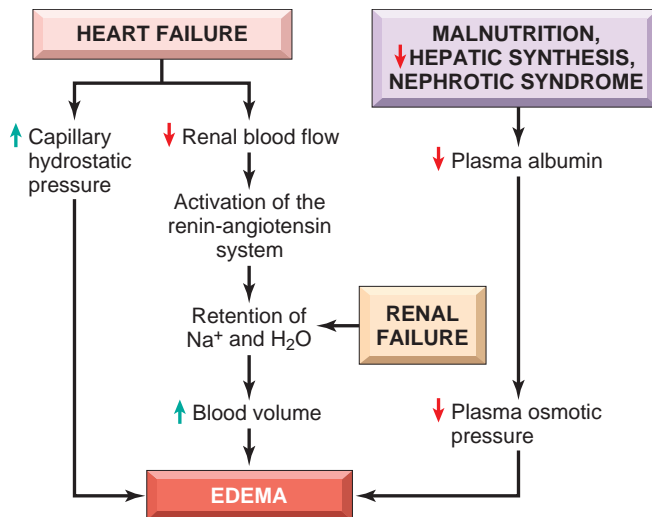 HEART FAILURE
MALNUTRITION,
↓ HEPATIC SYNTHESIS,
NEPHROTIC SYNDROME
↑ Capillary
hydrostatic
pressure
↓ Renal blood flow
↓ Plasma albumin
Activation of the
renin-angiotensin
system
Retention of
Na⁺ and H₂O
RENAL
FAILURE
↑ Blood volume
↓ Plasma osmotic
pressure
EDEMA